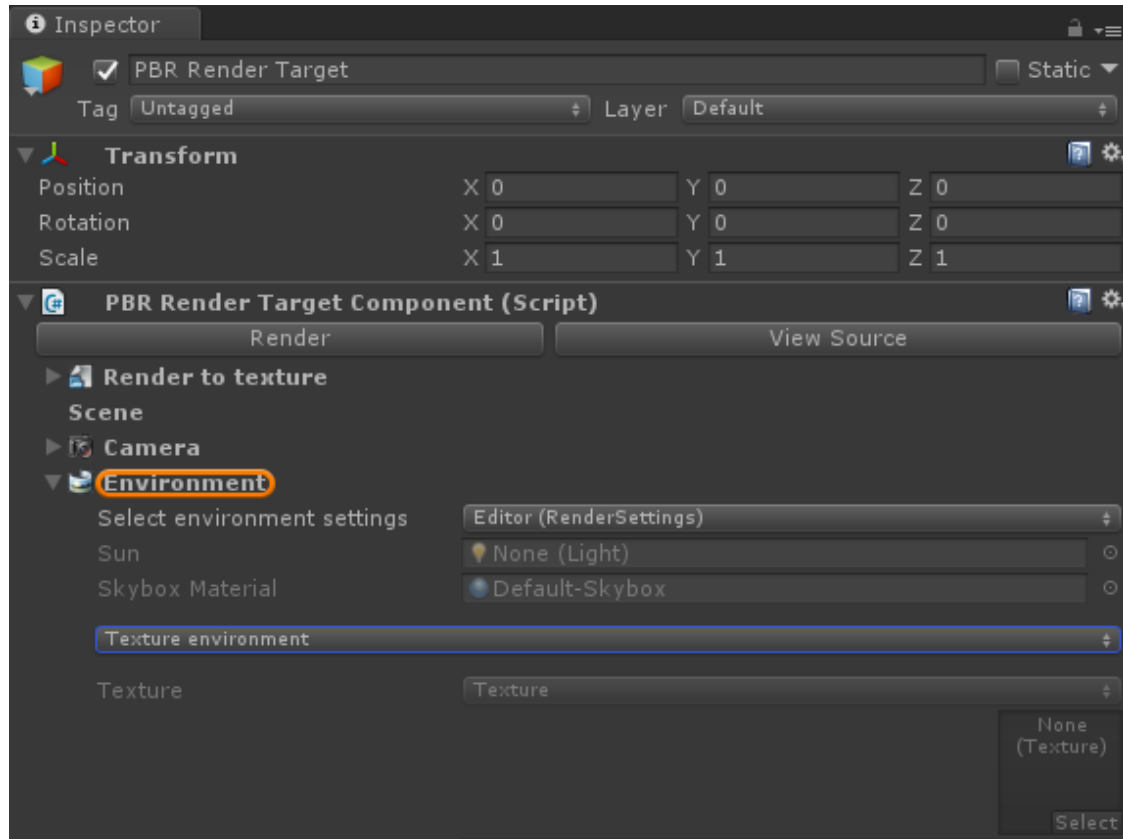 Inspector
PBR Render Target Static
Tag Untagged Layer Default
Transform
Position X 0 Y 0 Z 0
Rotation X 0 Y 0 Z 0
Scale X 1 Y 1 Z 1
PBR Render Target Component (Script)
Render View Source
Render to texture
Scene
Camera
Environment
Select environment settings Editor (RenderSettings)
Sun None (Light)
Skybox Material Default-Skybox
Texture environment
Texture Texture
None
(Texture)
Select